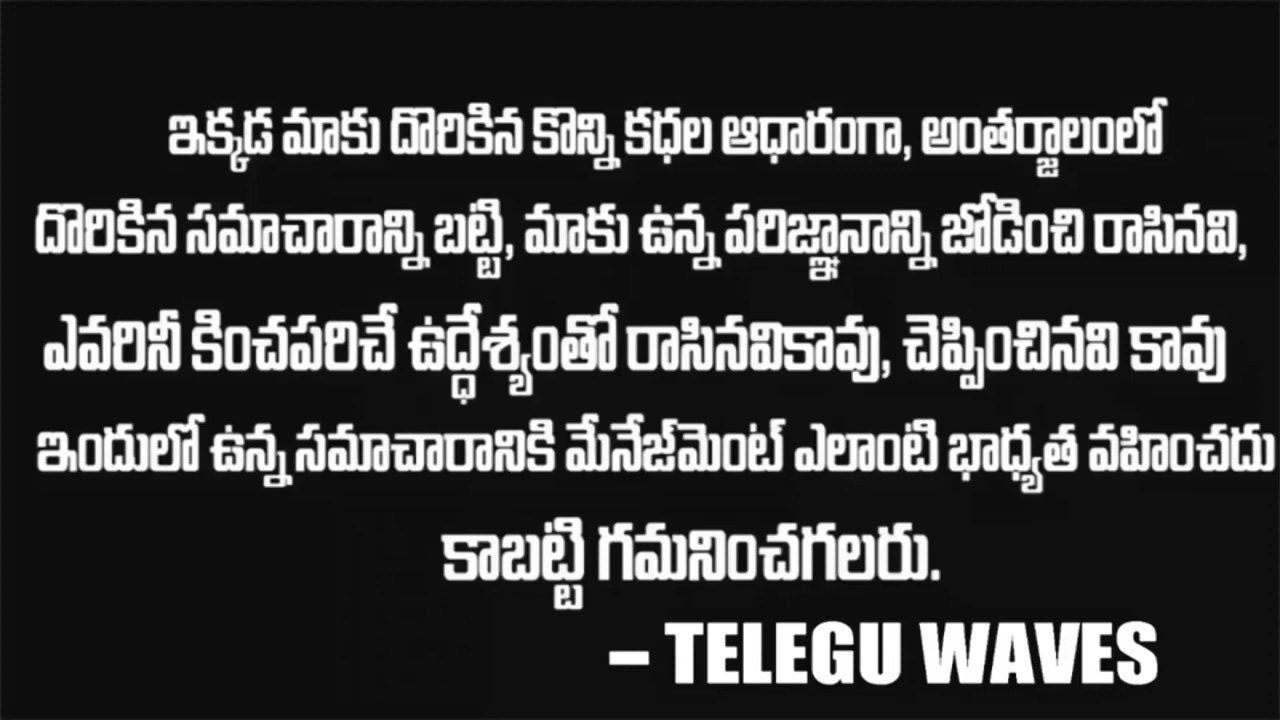 ఇక్కడ మాకు దొరికిన కొన్ని కధల ఆధారంగా, అంతర్జాలంలో
దొరికిన సమాచారాన్ని బట్టి, మాకు ఉన్న పరిజ్ఞానాన్ని జోడించి రాసినవి,
ఎవరినీ కించపరిచే ఉద్ధేశ్యంతో రాసినవికావు, చెప్పించినవి కావు
ఇందులో ఉన్న సమాచారానికి మేనేజ్‌మెంట్ ఎలాంటి భాధ్యత వహించదు
కాబట్టి గమనించగలరు.
– TELEGU WAVES